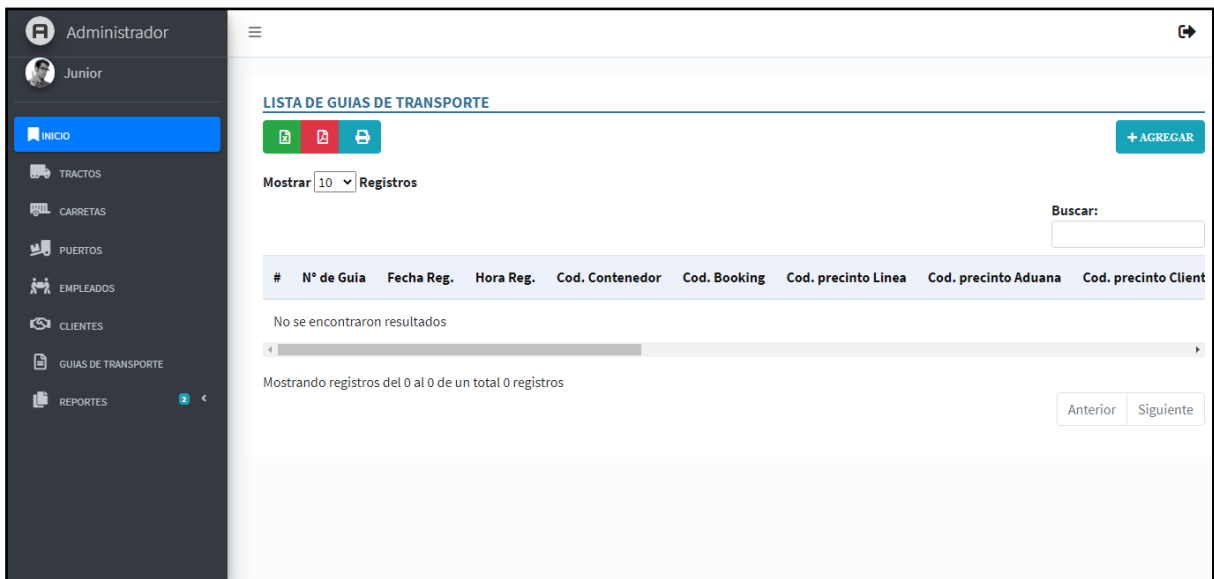 Administrador
Junior
INICIO
TRACTOS
CARRETAS
PUERTOS
EMPLEADOS
CLIENTES
GUIAS DE TRANSPORTE
REPORTES 2
LISTA DE GUIAS DE TRANSPORTE
+ AGREGAR
Mostrar 10 Registros
Buscar:
# N° de Guia Fecha Reg. Hora Reg. Cod. Contenedor Cod. Booking Cod. precinto Linea Cod. precinto Aduana Cod. precinto Client
No se encontraron resultados
Mostrando registros del 0 al 0 de un total 0 registros
Anterior Siguiente